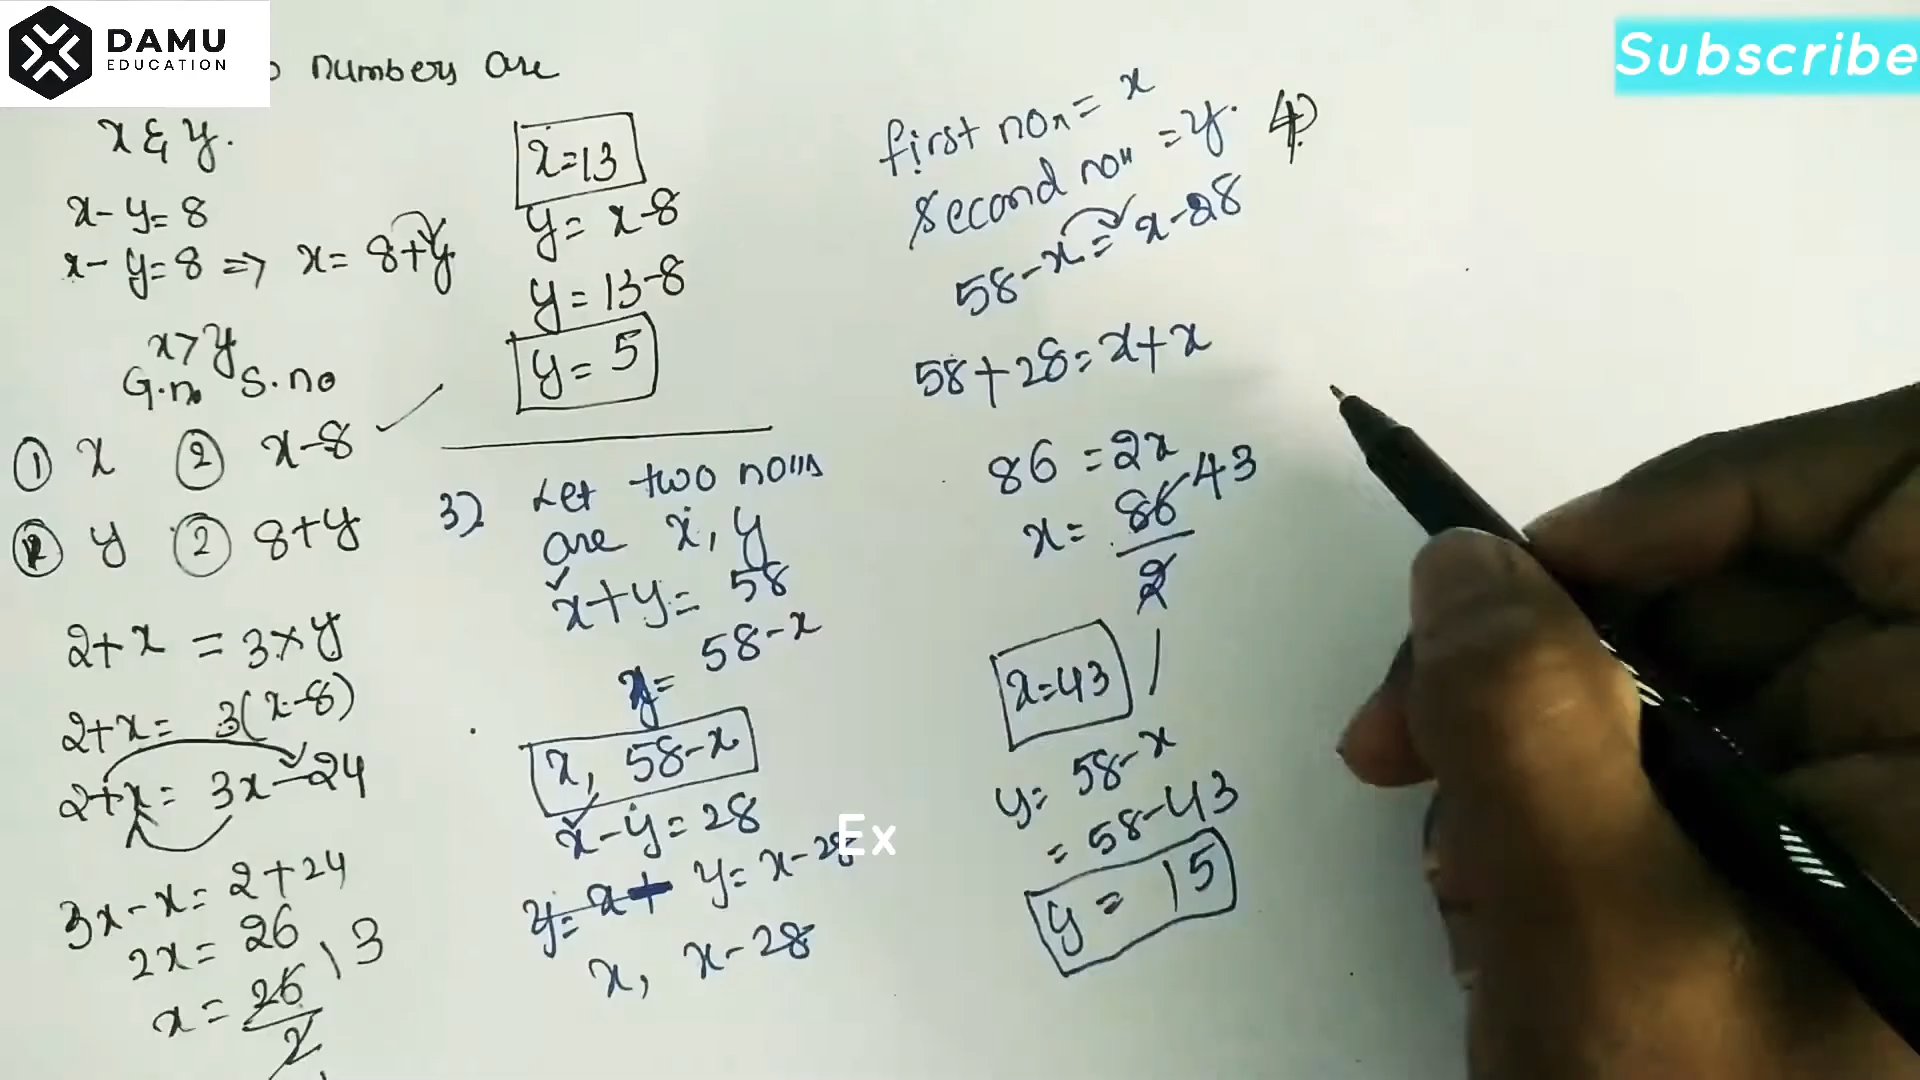 DAMU
EDUCATION
numbers are
x & y.
x - y = 8
x - y = 8 => x = 8+y
x > y
G.no S.no
① x ② x-8
y ② 8+y
2+x = 3×y
2+x = 3(x-8)
2+x = 3x-24
3x-x = 2+24
2x = 26
x = 26/2 13
x=13
y = x-8
y = 13-8
y = 5
3) Let two no"s
are x, y
x+y = 58
y = 58-x
x, 58-x
x-y = 28
y = x+ y = x-28
x, x-28
first no" = x
second no" = y. 4)
58-x = x-28
58+28 = x+x
86 = 2x
x = 86/2 43
x=43
y = 58-x
= 58-43
y = 15
Subscribe
Ex